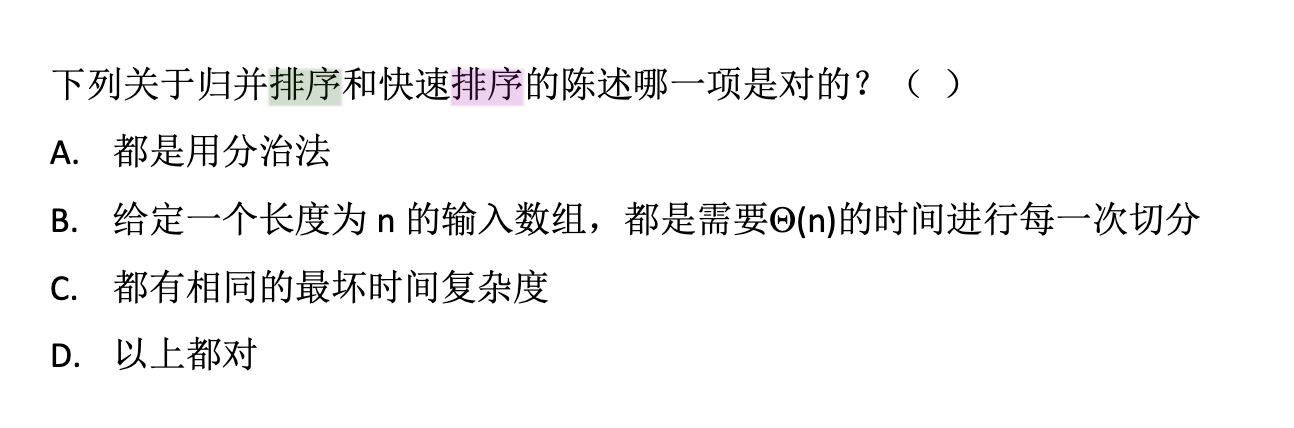 下列关于归并排序和快速排序的陈述哪一项是对的？（ ）
A. 都是用分治法
B. 给定一个长度为 n 的输入数组，都是需要Θ(n)的时间进行每一次切分
C. 都有相同的最坏时间复杂度
D. 以上都对